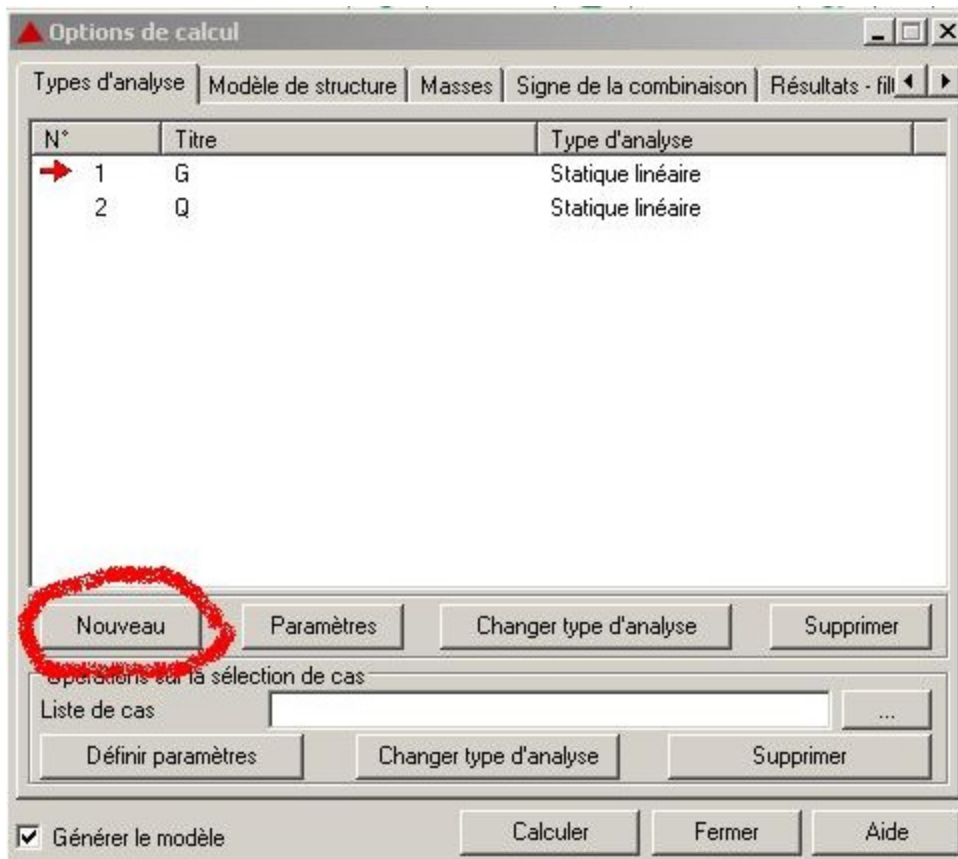 Options de calcul
Types d'analyse Modèle de structure Masses Signe de la combinaison Résultats - filt
N° Titre Type d'analyse
1 G Statique linéaire
2 Q Statique linéaire
Nouveau Paramètres Changer type d'analyse Supprimer
Opérations sur la sélection de cas
Liste de cas ...
Définir paramètres Changer type d'analyse Supprimer
Générer le modèle Calculer Fermer Aide